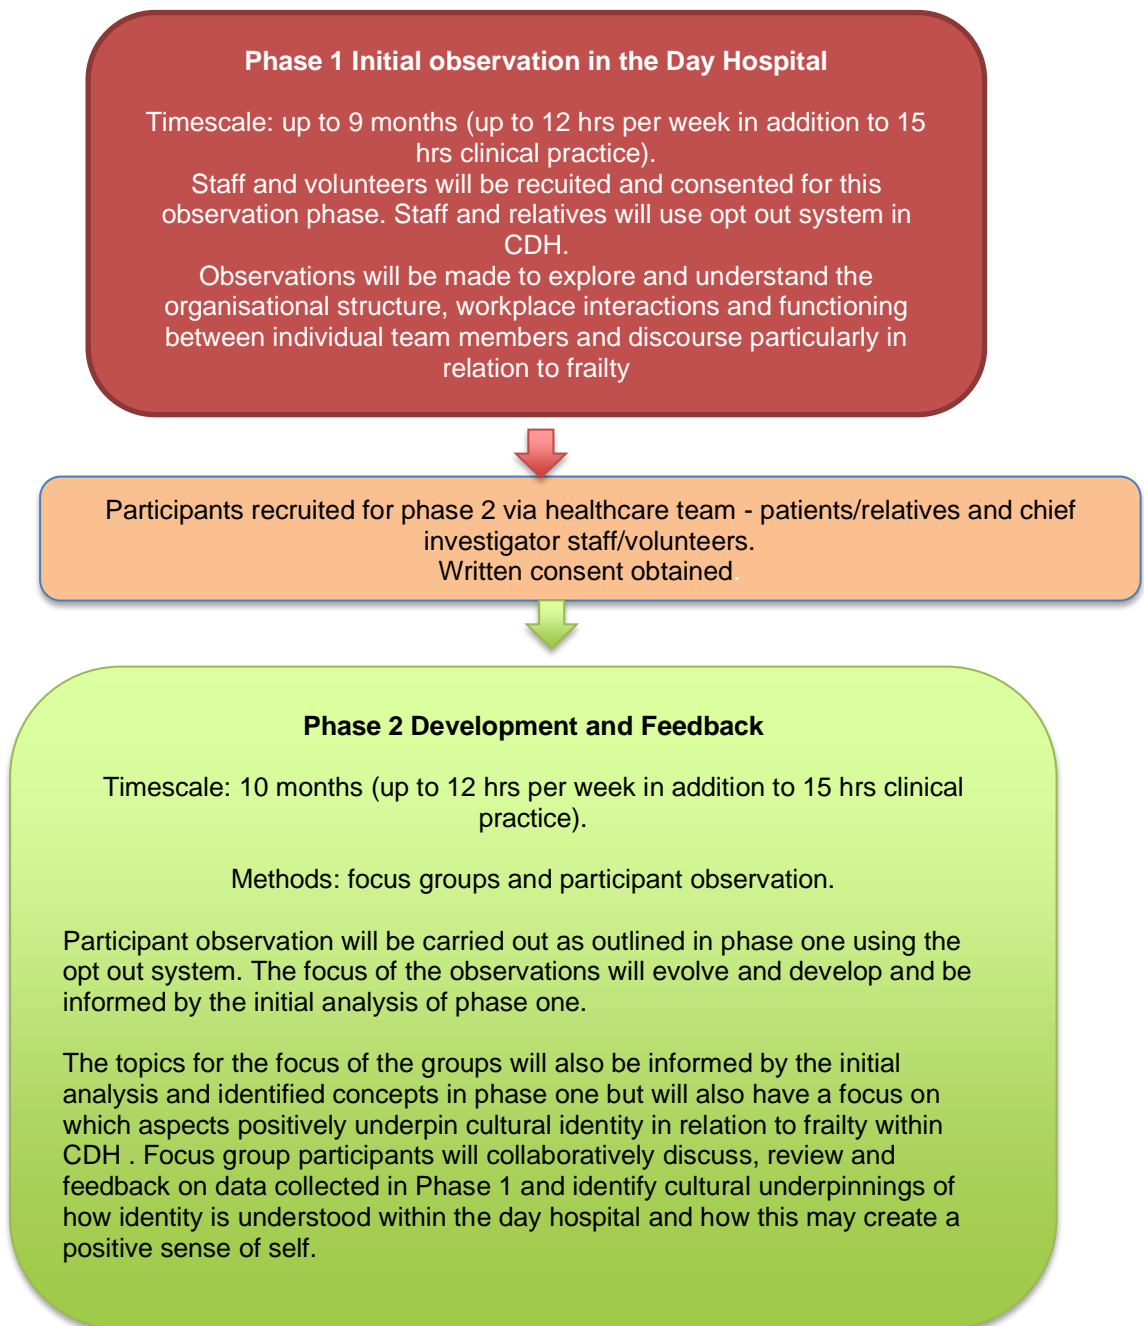 Phase 1 Initial observation in the Day Hospital
Timescale: up to 9 months (up to 12 hrs per week in addition to 15
hrs clinical practice).
Staff and volunteers will be recuited and consented for this
observation phase. Staff and relatives will use opt out system in
CDH.
Observations will be made to explore and understand the
organisational structure, workplace interactions and functioning
between individual team members and discourse particularly in
relation to frailty
Participants recruited for phase 2 via healthcare team - patients/relatives and chief
investigator staff/volunteers.
Written consent obtained.
Phase 2 Development and Feedback
Timescale: 10 months (up to 12 hrs per week in addition to 15 hrs clinical
practice).
Methods: focus groups and participant observation.
Participant observation will be carried out as outlined in phase one using the
opt out system. The focus of the observations will evolve and develop and be
informed by the initial analysis of phase one.
The topics for the focus of the groups will also be informed by the initial
analysis and identified concepts in phase one but will also have a focus on
which aspects positively underpin cultural identity in relation to frailty within
CDH . Focus group participants will collaboratively discuss, review and
feedback on data collected in Phase 1 and identify cultural underpinnings of
how identity is understood within the day hospital and how this may create a
positive sense of self.